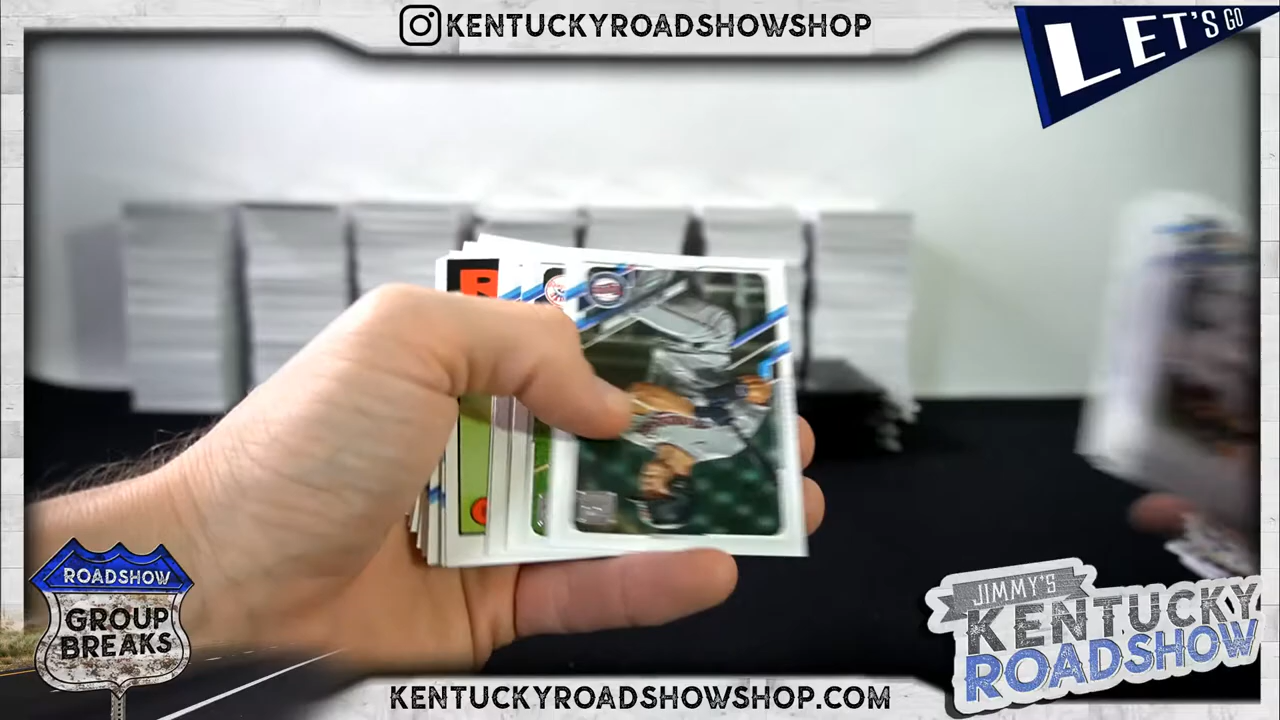 KENTUCKYROADSHOWSHOP
LET'S GO
R
ROADSHOW
GROUP
BREAKS
JIMMY'S
KENTUCKY
ROADSHOW
KENTUCKYROADSHOWSHOP.COM